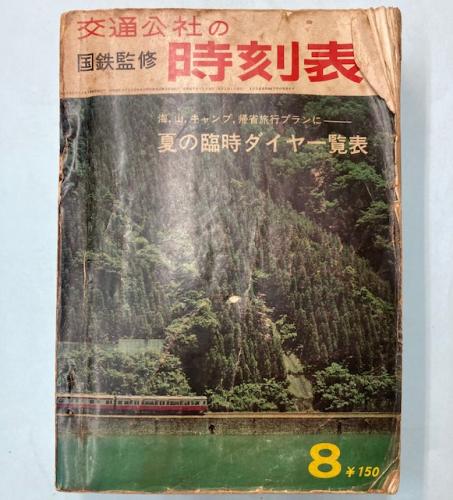 交通公社の
国鉄監修 時刻表
海、山、キャンプ、帰省旅行プランに――
夏の臨時ダイヤ一覧表
8 ¥150